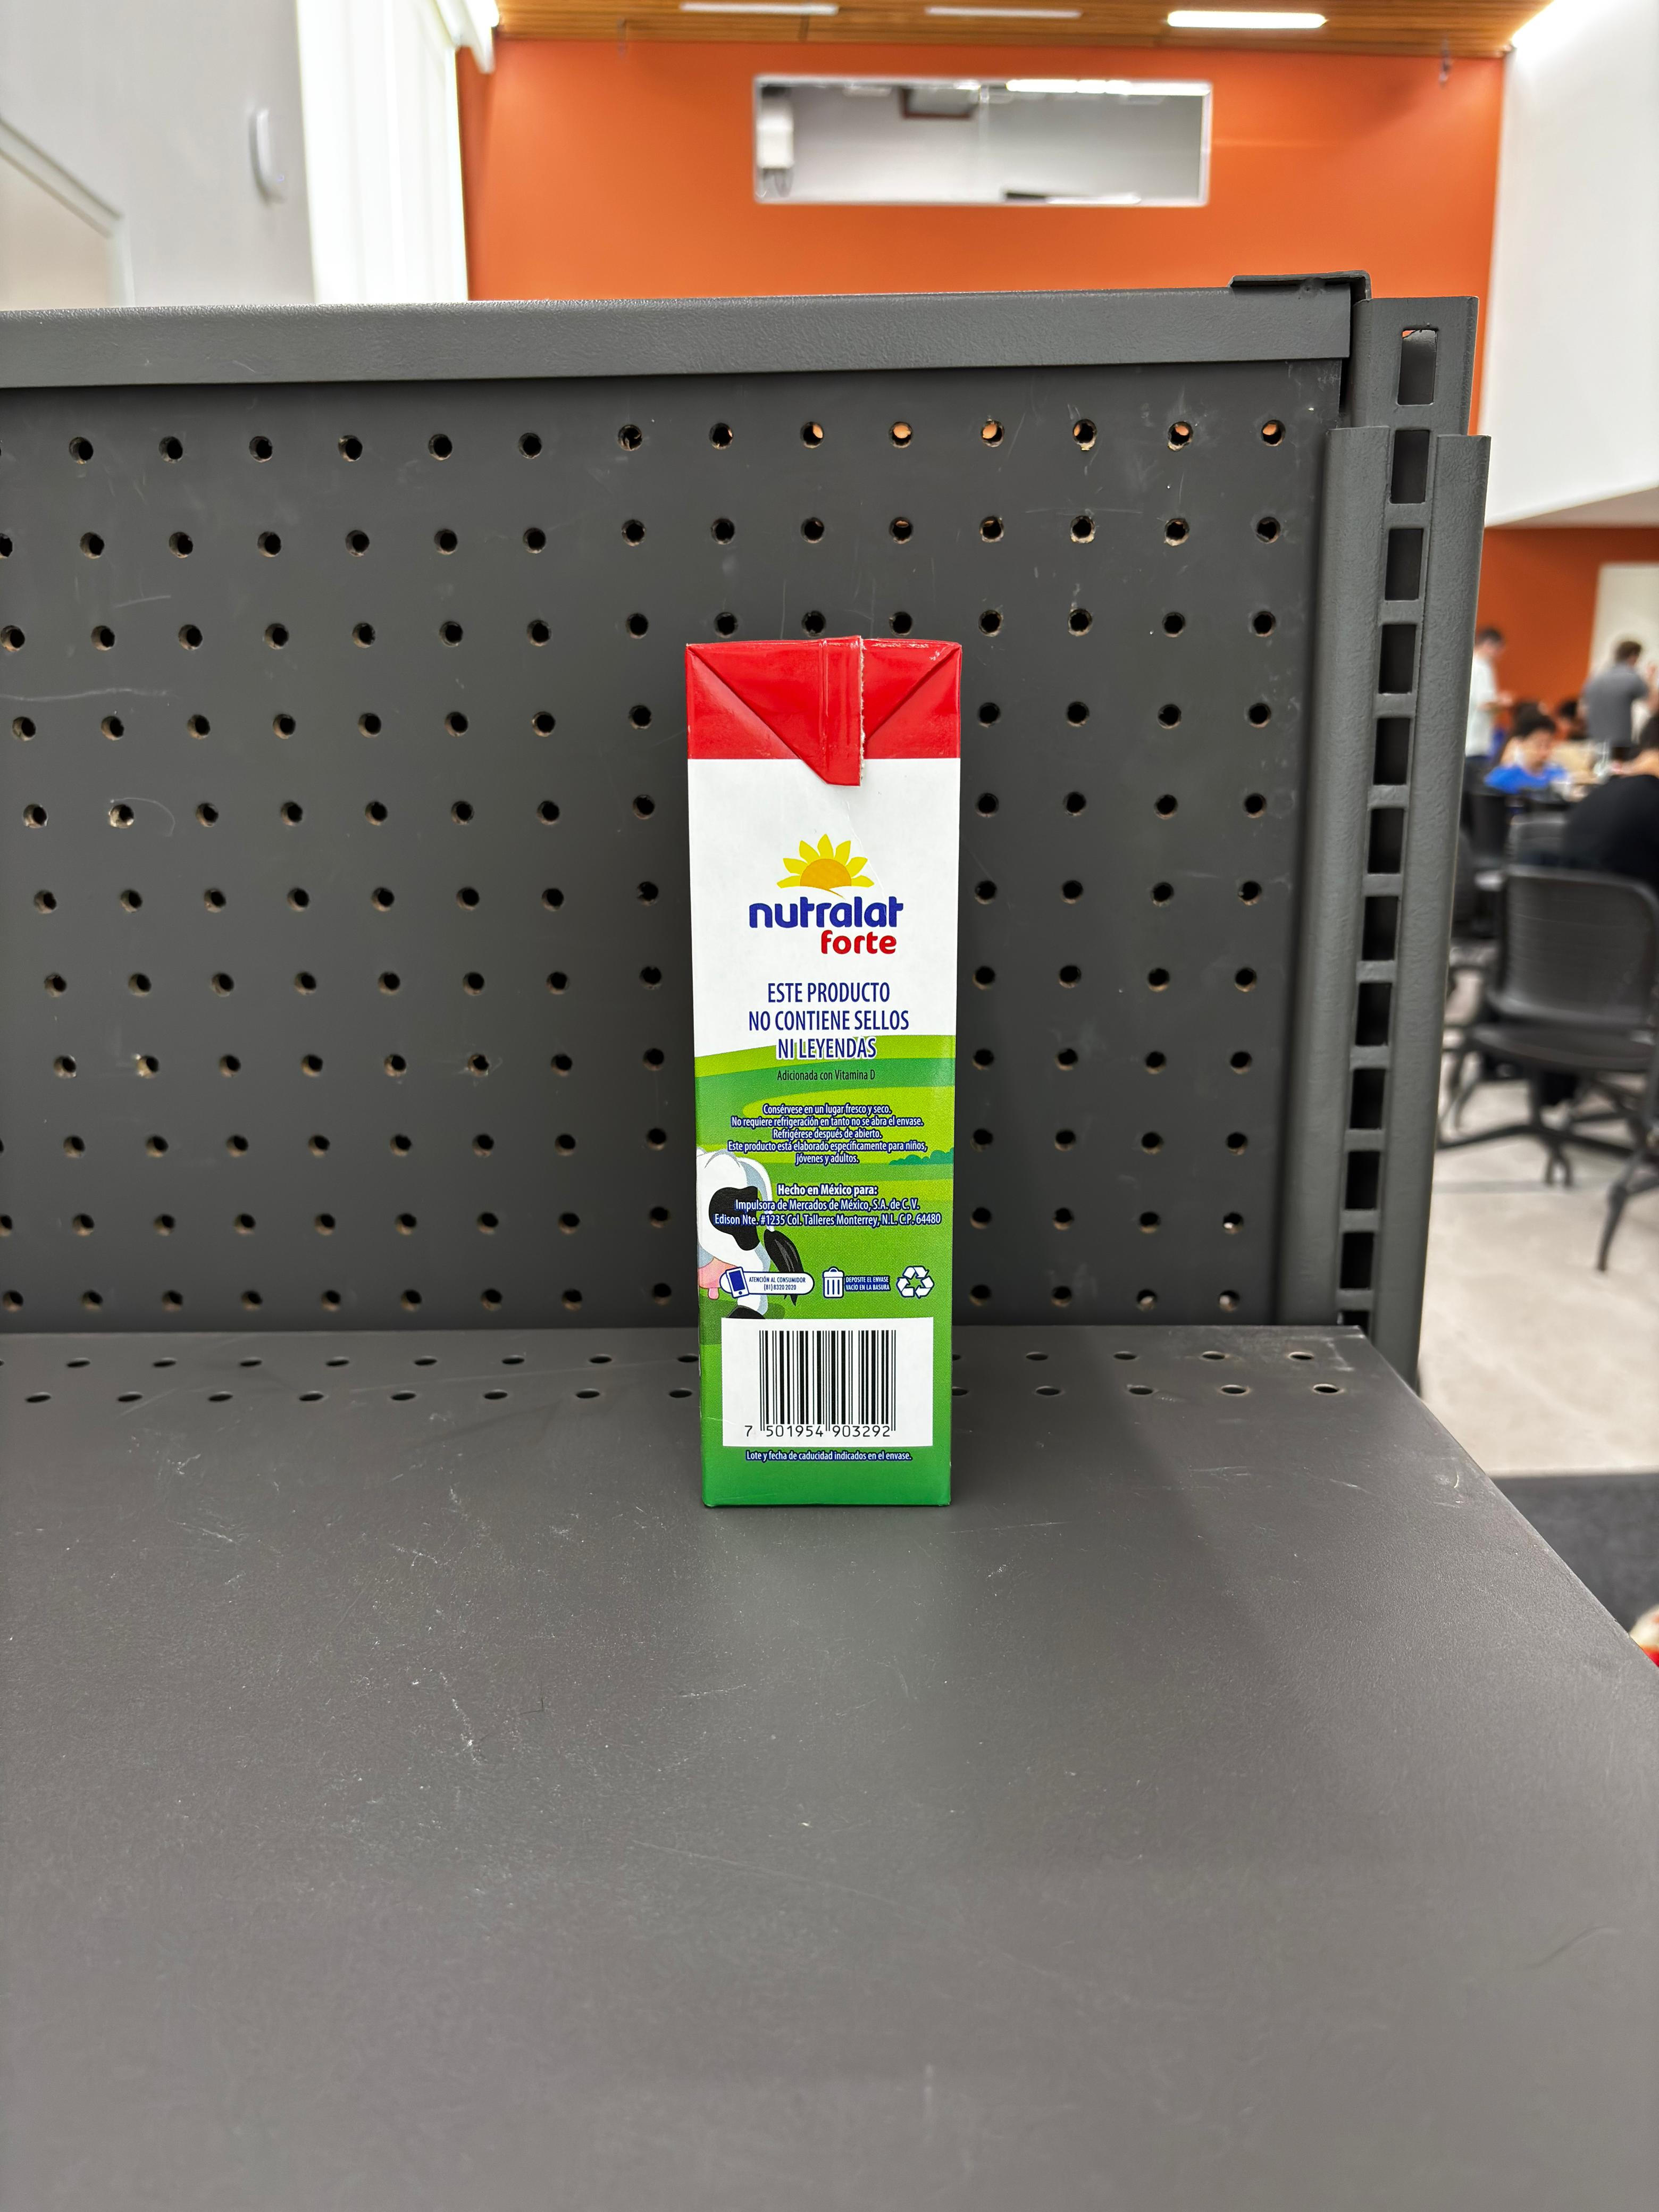 nutralat
forte
ESTE PRODUCTO
NO CONTIENE SELLOS
NI LEYENDAS
Adicionada con Vitamina D
Consérvese en un lugar fresco y seco.
No requiere refrigeración en tanto no se abra el envase.
Refrigérese después de abierto.
Este producto está elaborado específicamente para niños,
jóvenes y adultos.
Hecho en México para:
Impulsora de Mercados de México, S.A. de C. V.
Edison Nte. #1235 Col. Talleres Monterrey, N.L. C.P. 64480
ATENCIÓN AL CONSUMIDOR
(81) 8320 2020
DEPOSITE EL ENVASE
VACIO EN LA BASURA
7 501954 903292
Lote y fecha de caducidad indicados en el envase.